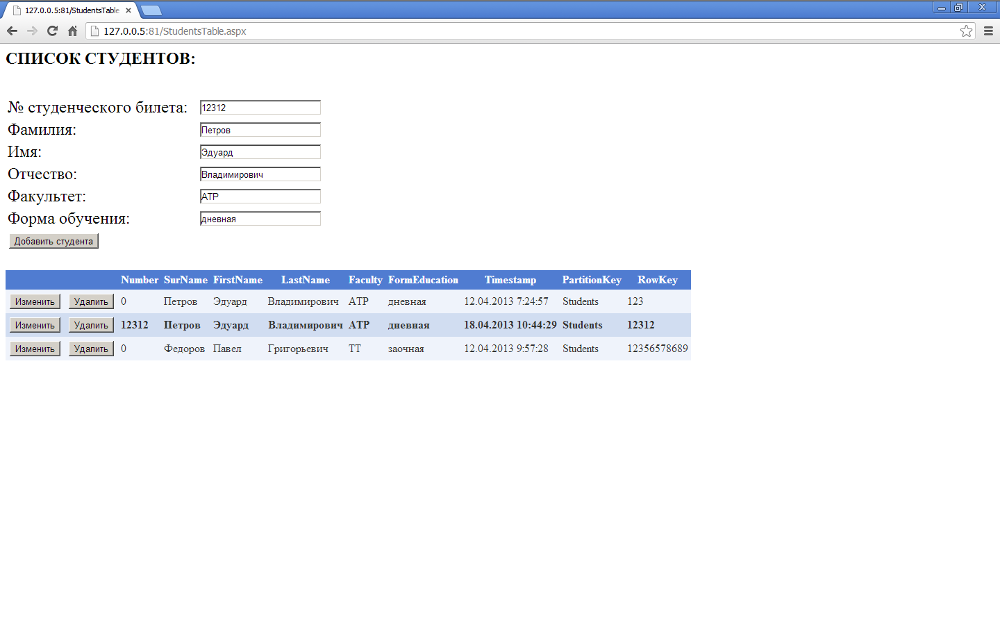 127.0.0.5:81/StudentsTable
127.0.0.5:81/StudentsTable.aspx
СПИСОК СТУДЕНТОВ:
№ студенческого билета: 12312
Фамилия: Петров
Имя: Эдуард
Отчество: Владимирович
Факультет: АТР
Форма обучения: дневная
Добавить студента
Number SurName FirstName LastName Faculty FormEducation Timestamp PartitionKey RowKey
Изменить Удалить 0 Петров Эдуард Владимирович АТР дневная 12.04.2013 7:24:57 Students 123
Изменить Удалить 12312 Петров Эдуард Владимирович АТР дневная 18.04.2013 10:44:29 Students 12312
Изменить Удалить 0 Федоров Павел Григорьевич ТТ заочная 12.04.2013 9:57:28 Students 12356578689